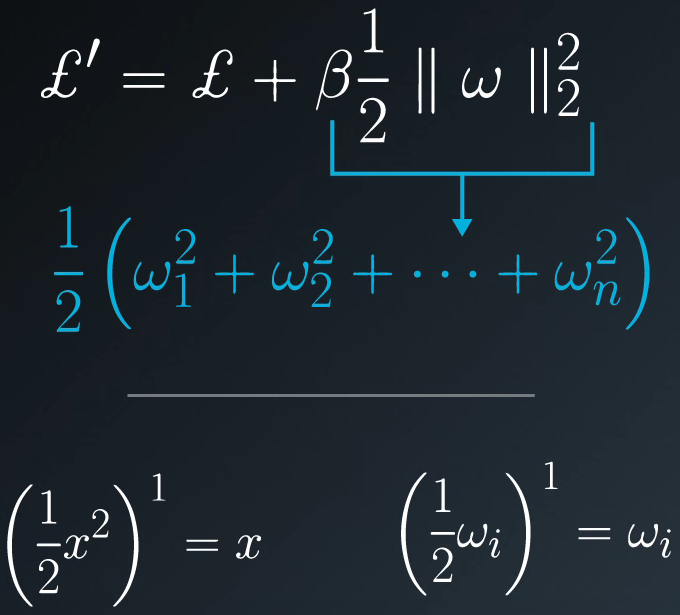 £′ = £ + β 1/2 ‖ ω ‖₂²
1/2 (ω₁² + ω₂² + ⋯ + ωₙ²)
(1/2 x²)¹ = x
(1/2 ωᵢ)¹ = ωᵢ